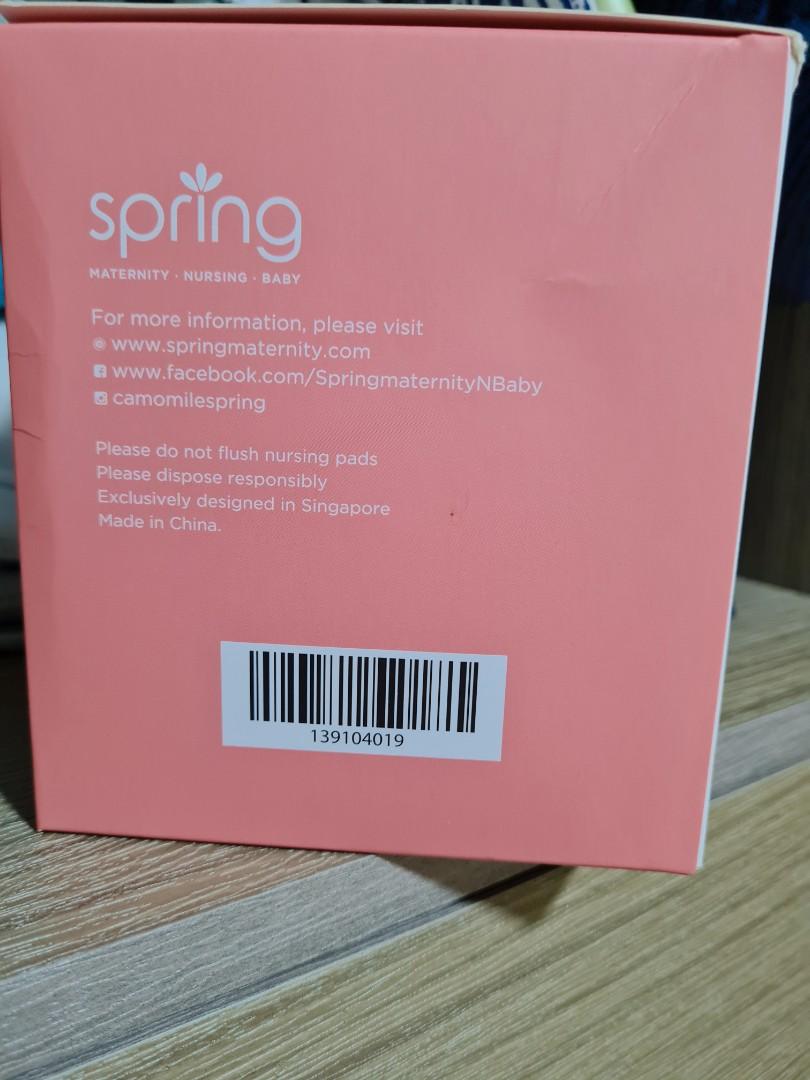 spring
MATERNITY · NURSING · BABY
For more information, please visit
www.springmaternity.com
www.facebook.com/SpringmaternityNBaby
camomilespring
Please do not flush nursing pads
Please dispose responsibly
Exclusively designed in Singapore
Made in China.
139104019